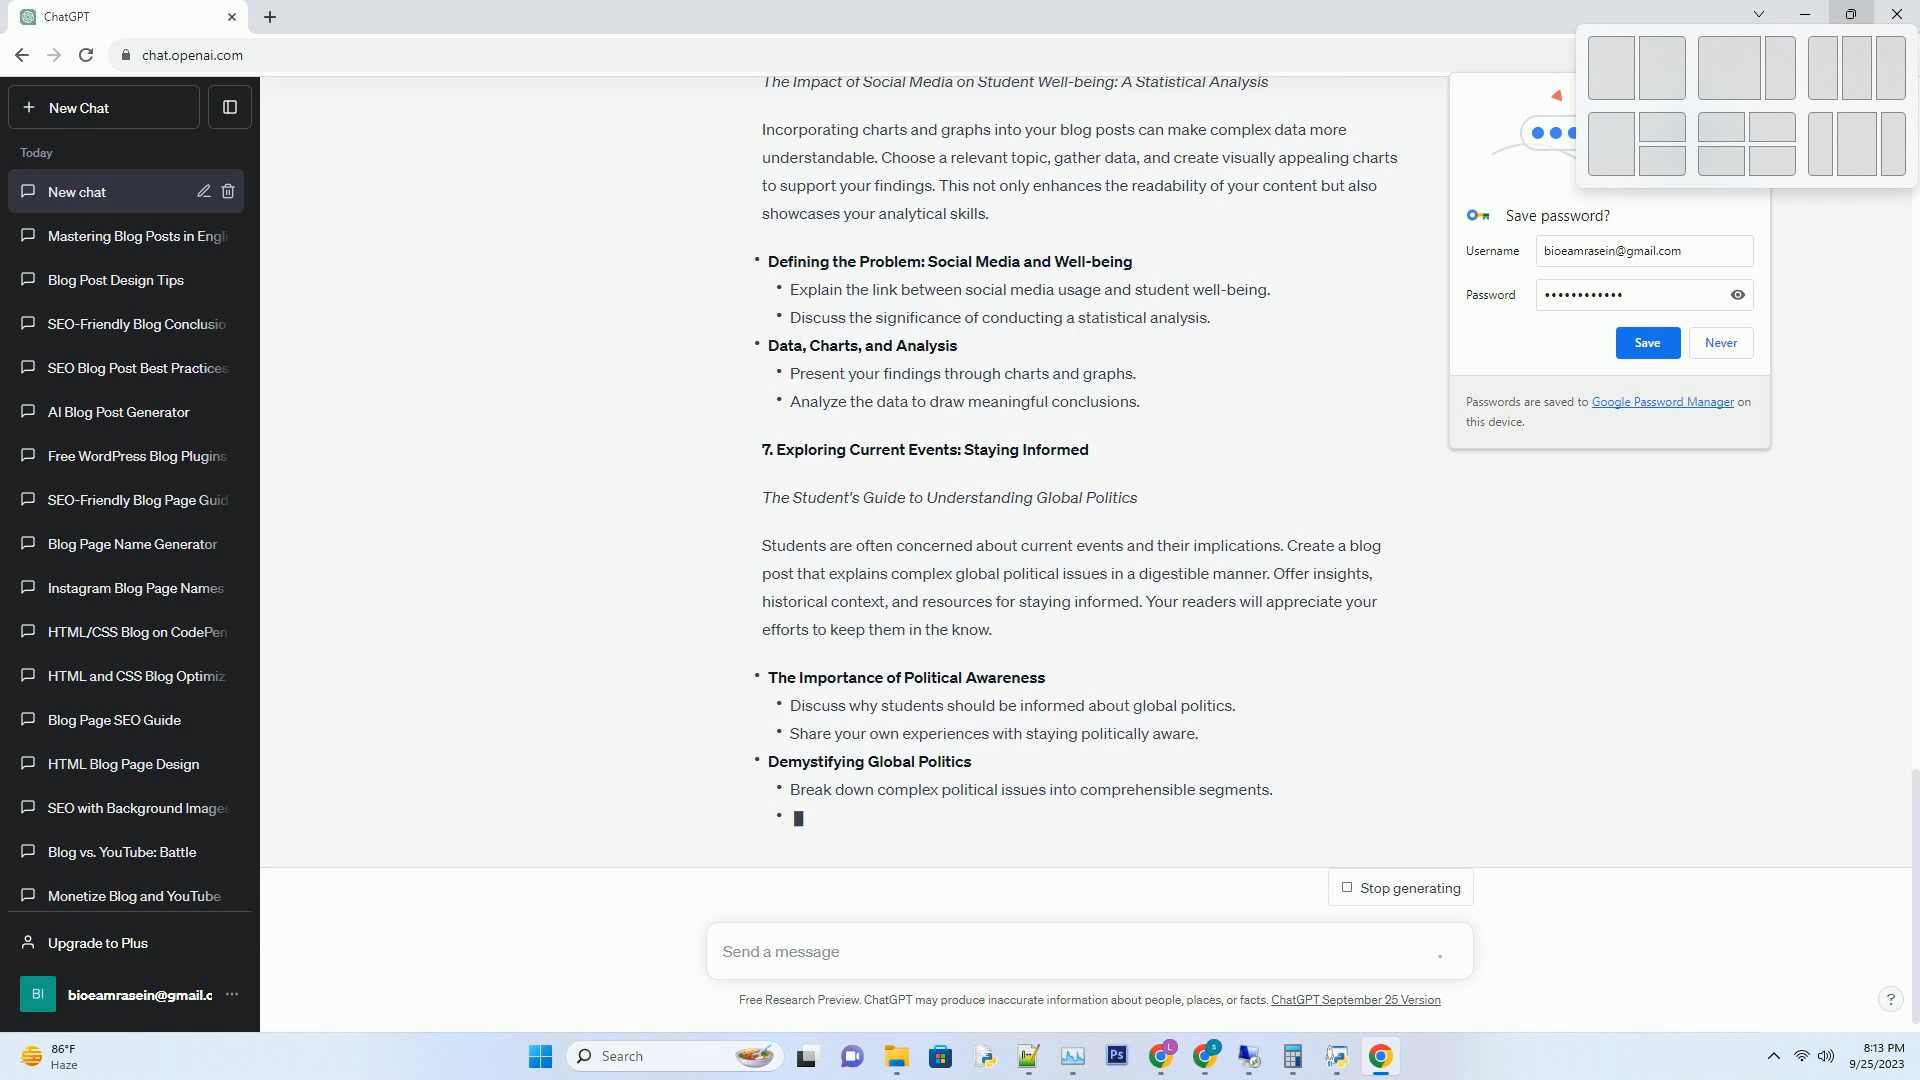 ChatGPT
chat.openai.com
New Chat
Today
New chat
Mastering Blog Posts in Engli
Blog Post Design Tips
SEO-Friendly Blog Conclusio
SEO Blog Post Best Practices
AI Blog Post Generator
Free WordPress Blog Plugins
SEO-Friendly Blog Page Guid
Blog Page Name Generator
Instagram Blog Page Names
HTML/CSS Blog on CodePen
HTML and CSS Blog Optimiz
Blog Page SEO Guide
HTML Blog Page Design
SEO with Background Images
Blog vs. YouTube: Battle
Monetize Blog and YouTube
Upgrade to Plus
BI
bioeamrasein@gmail.c
The Impact of Social Media on Student Well-being: A Statistical Analysis
Incorporating charts and graphs into your blog posts can make complex data more
understandable. Choose a relevant topic, gather data, and create visually appealing charts
to support your findings. This not only enhances the readability of your content but also
showcases your analytical skills.
• Defining the Problem: Social Media and Well-being
• Explain the link between social media usage and student well-being.
• Discuss the significance of conducting a statistical analysis.
• Data, Charts, and Analysis
• Present your findings through charts and graphs.
• Analyze the data to draw meaningful conclusions.
7. Exploring Current Events: Staying Informed
The Student's Guide to Understanding Global Politics
Students are often concerned about current events and their implications. Create a blog
post that explains complex global political issues in a digestible manner. Offer insights,
historical context, and resources for staying informed. Your readers will appreciate your
efforts to keep them in the know.
• The Importance of Political Awareness
• Discuss why students should be informed about global politics.
• Share your own experiences with staying politically aware.
• Demystifying Global Politics
• Break down complex political issues into comprehensible segments.
•
Stop generating
Send a message
Free Research Preview. ChatGPT may produce inaccurate information about people, places, or facts. ChatGPT September 25 Version
?
Save password?
Username bioeamrasein@gmail.com
Password ••••••••••••
Save Never
Passwords are saved to Google Password Manager on
this device.
86°F
Haze
Search
Ps
L
S
8:13 PM
9/25/2023